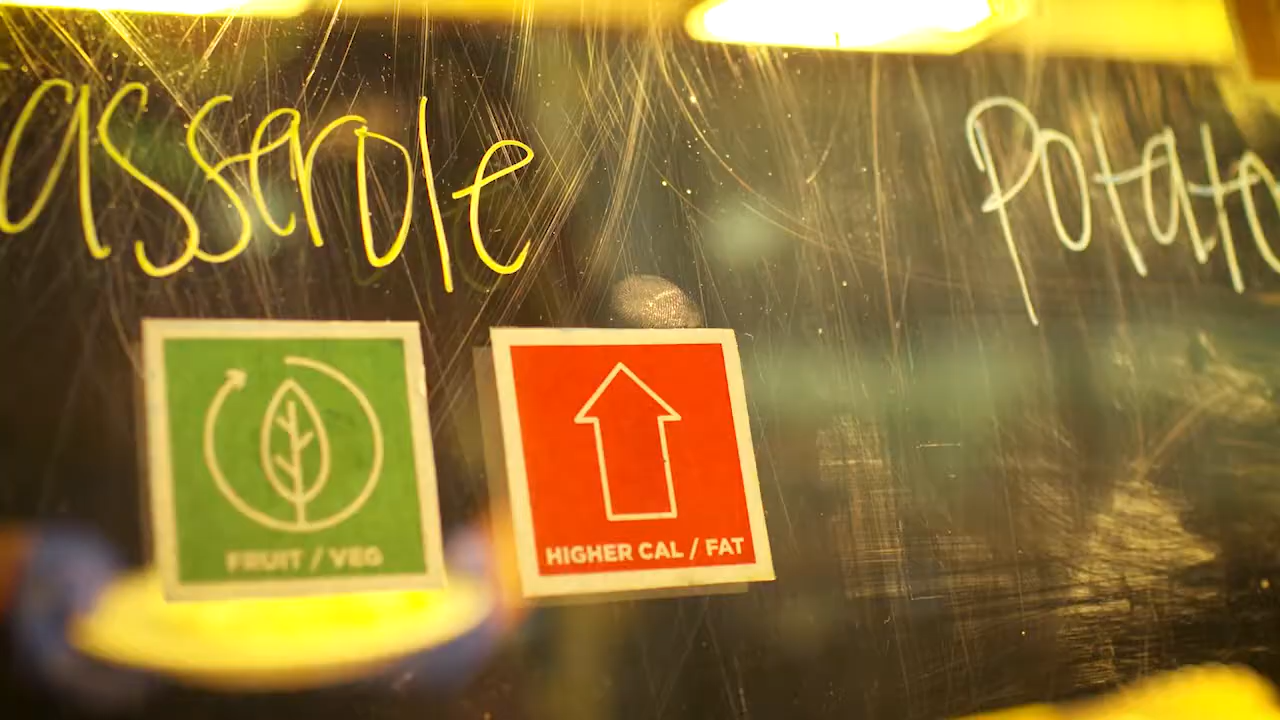 asserole
Potato
FRUIT / VEG
HIGHER CAL / FAT